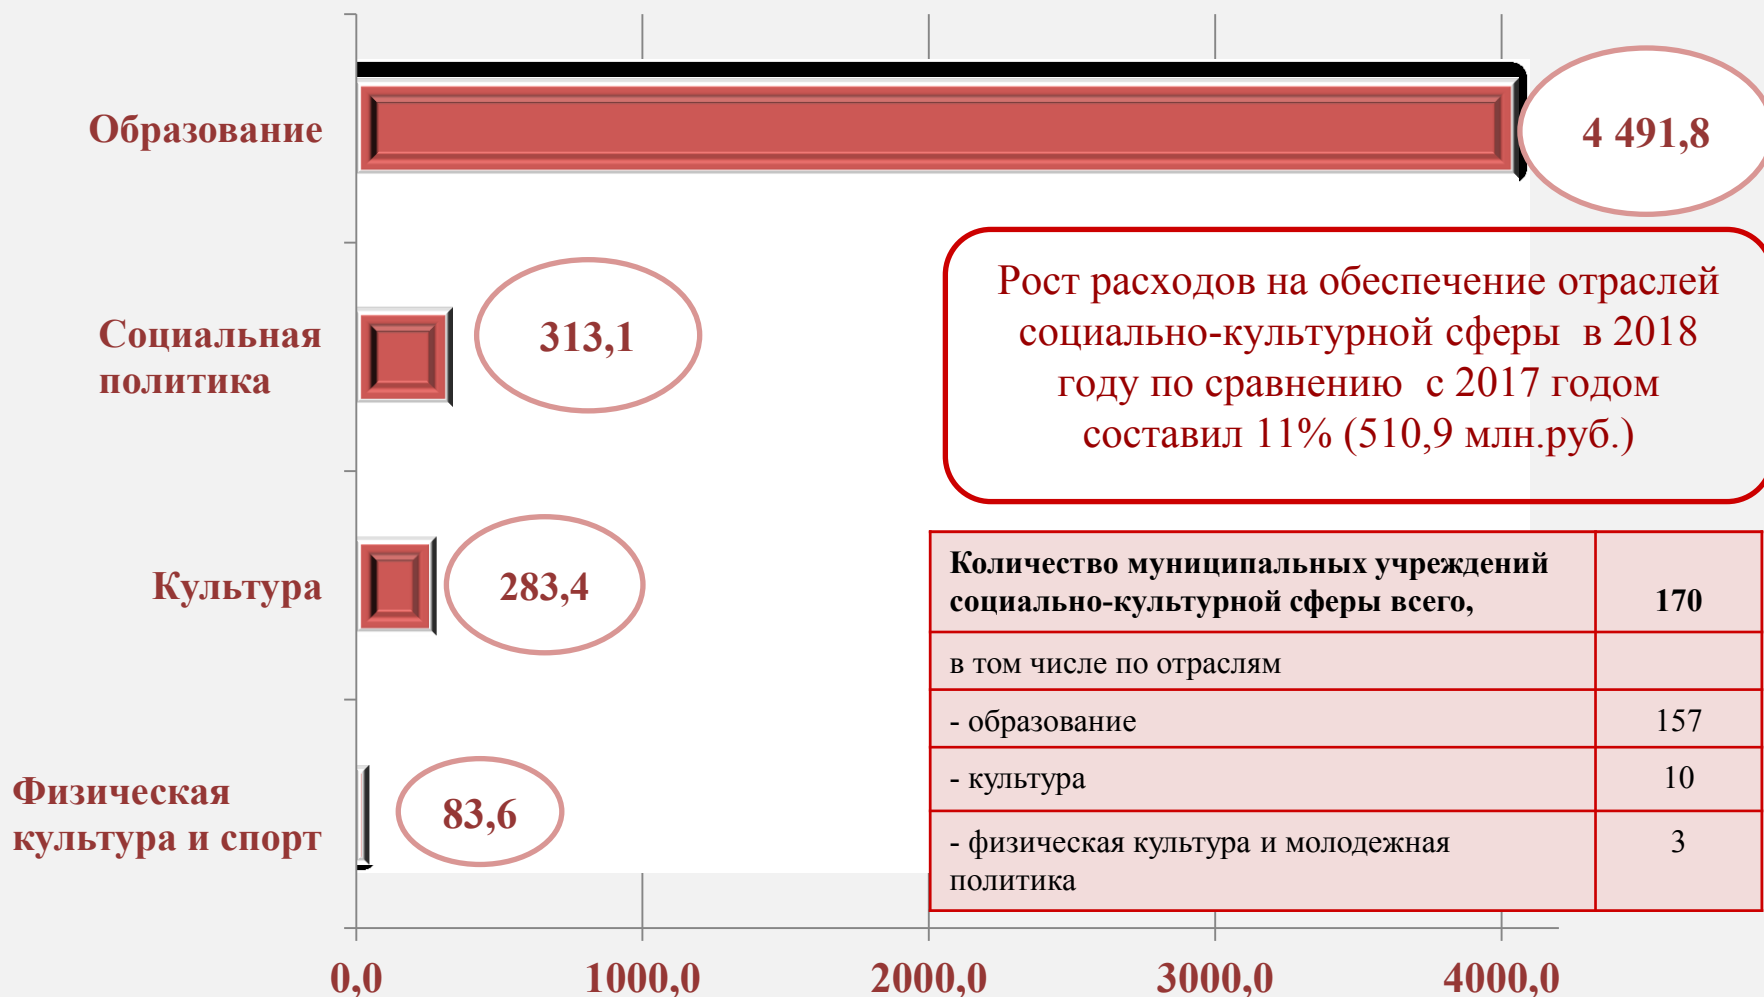 Образование
4 491,8
Социальная
политика
313,1
Рост расходов на обеспечение отраслей
социально-культурной сферы в 2018
году по сравнению с 2017 годом
составил 11% (510,9 млн.руб.)
Культура
283,4
Физическая
культура и спорт
83,6
Количество муниципальных учреждений
социально-культурной сферы всего,
170
в том числе по отраслям
- образование
157
- культура
10
- физическая культура и молодежная
политика
3
0,0
1000,0
2000,0
3000,0
4000,0